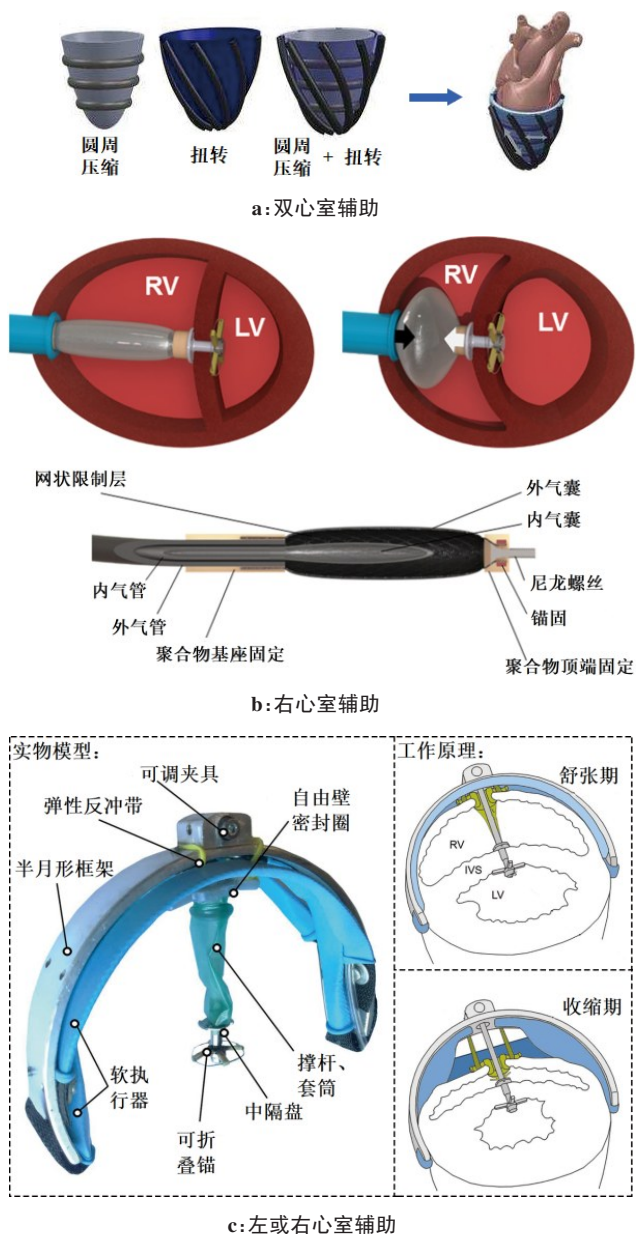 圆周
压缩
扭转
圆周
压缩 + 扭转
a:双心室辅助
RV
LV
RV
LV
网状限制层
外气囊
内气囊
内气管
外气管
聚合物基座固定
尼龙螺丝
锚固
聚合物顶端固定
b:右心室辅助
实物模型:
可调夹具
弹性反冲带
自由壁
密封圈
半月形框架
软执
行器
撑杆、
套筒
中隔盘
可折
叠锚
工作原理:
舒张期
RV
IVS
LV
收缩期
c:左或右心室辅助